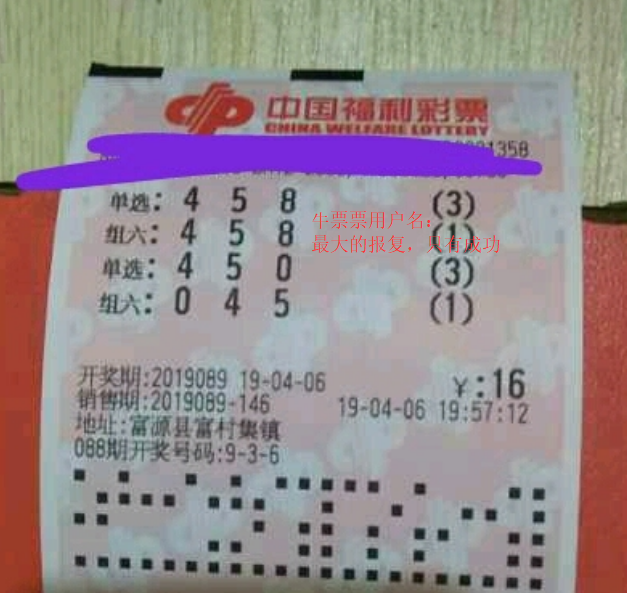 中国福利彩票
CHINA WELFARE LOTTERY
1358
单选: 4 5 8 (3)
牛票票用户名:
组六: 4 5 8 (1)
最大的报复，只有成功
单选: 4 5 0 (3)
组六: 0 4 5 (1)
开奖期:2019089 19-04-06 ¥:16
销售期:2019089-146 19-04-06 19:57:12
地址:富源县富村集镇
088期开奖号码:9-3-6